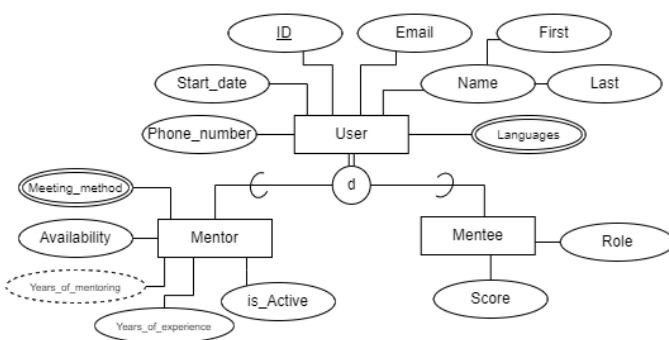 ID
Email
First
Start_date
Name
Last
Phone_number
User
Languages
Meeting_method
d
Availability
Mentor
Mentee
Role
Years_of_mentoring
is_Active
Score
Years_of_experience